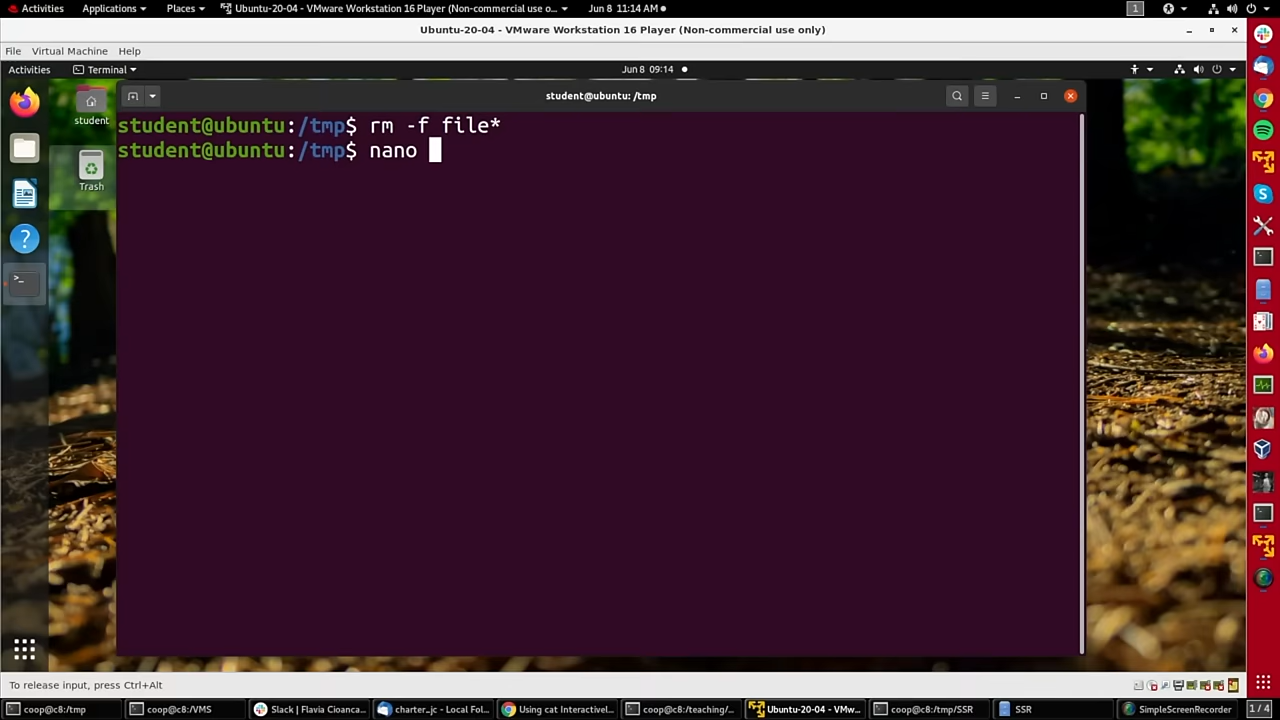 Activities Applications Places Ubuntu-20-04 - VMware Workstation 16 Player (Non-commercial use o... Jun 8 11:14 AM 1
Ubuntu-20-04 - VMware Workstation 16 Player (Non-commercial use only)
File Virtual Machine Help
Activities Terminal Jun 8 09:14
student@ubuntu: /tmp
student
Trash
student@ubuntu:/tmp$ rm -f file*
student@ubuntu:/tmp$ nano
To release input, press Ctrl+Alt
coop@c8:/tmp coop@c8:/VMS Slack | Flavia Cioanca... charter_jc - Local Fol... Using cat Interactivel... coop@c8:/teaching/... Ubuntu-20-04 - VMw... coop@c8:/tmp/SSR SSR SimpleScreenRecorder 1 / 4